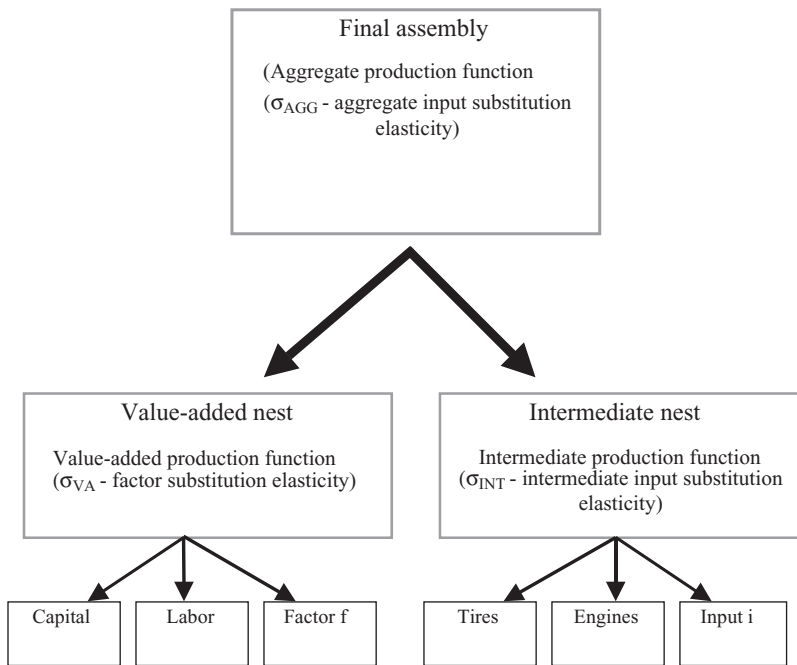 Final assembly
(Aggregate production function
(σAGG - aggregate input substitution
elasticity)
Value-added nest
Value-added production function
(σVA - factor substitution elasticity)
Intermediate nest
Intermediate production function
(σINT - intermediate input substitution
elasticity)
Capital
Labor
Factor f
Tires
Engines
Input i